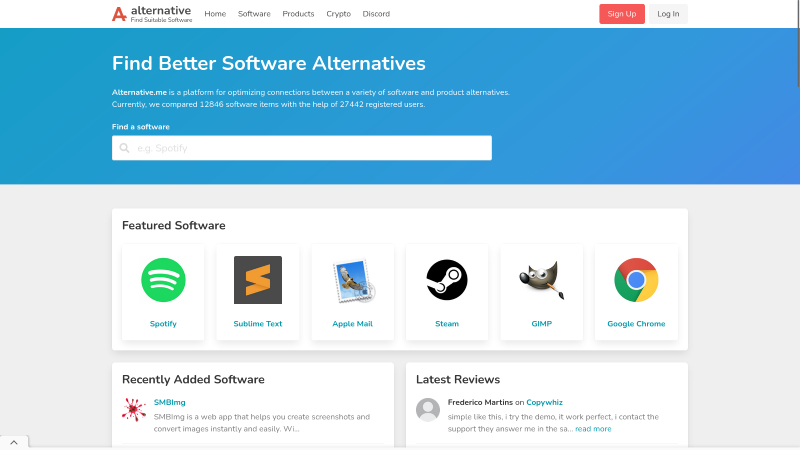 alternative
Find Suitable Software
Home Software Products Crypto Discord
Sign Up Log In
Find Better Software Alternatives
Alternative.me is a platform for optimizing connections between a variety of software and product alternatives.
Currently, we compared 12846 software items with the help of 27442 registered users.
Find a software
e.g. Spotify
Featured Software
Spotify Sublime Text Apple Mail Steam GIMP Google Chrome
Recently Added Software
SMBImg
SMBImg is a web app that helps you create screenshots and
convert images instantly and easily. Wi...
Latest Reviews
Frederico Martins on Copywhiz
simple like this, i try the demo, it work perfect, i contact the
support they answer me in the sa... read more